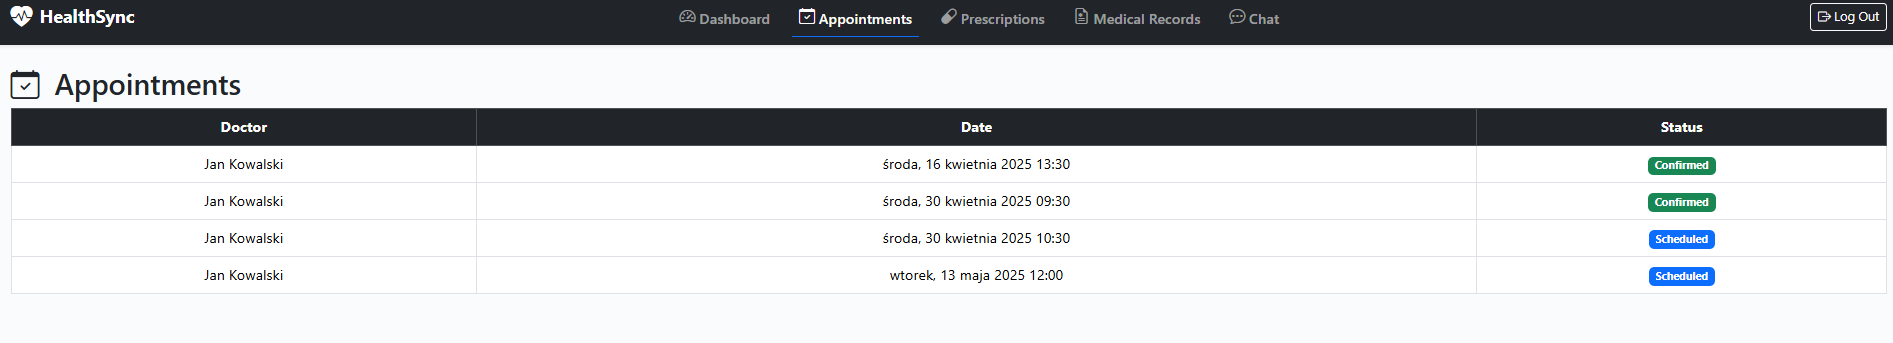 HealthSync
Dashboard Appointments Prescriptions Medical Records Chat
Log Out
Appointments
Doctor Date Status
Jan Kowalski środa, 16 kwietnia 2025 13:30 Confirmed
Jan Kowalski środa, 30 kwietnia 2025 09:30 Confirmed
Jan Kowalski środa, 30 kwietnia 2025 10:30 Scheduled
Jan Kowalski wtorek, 13 maja 2025 12:00 Scheduled